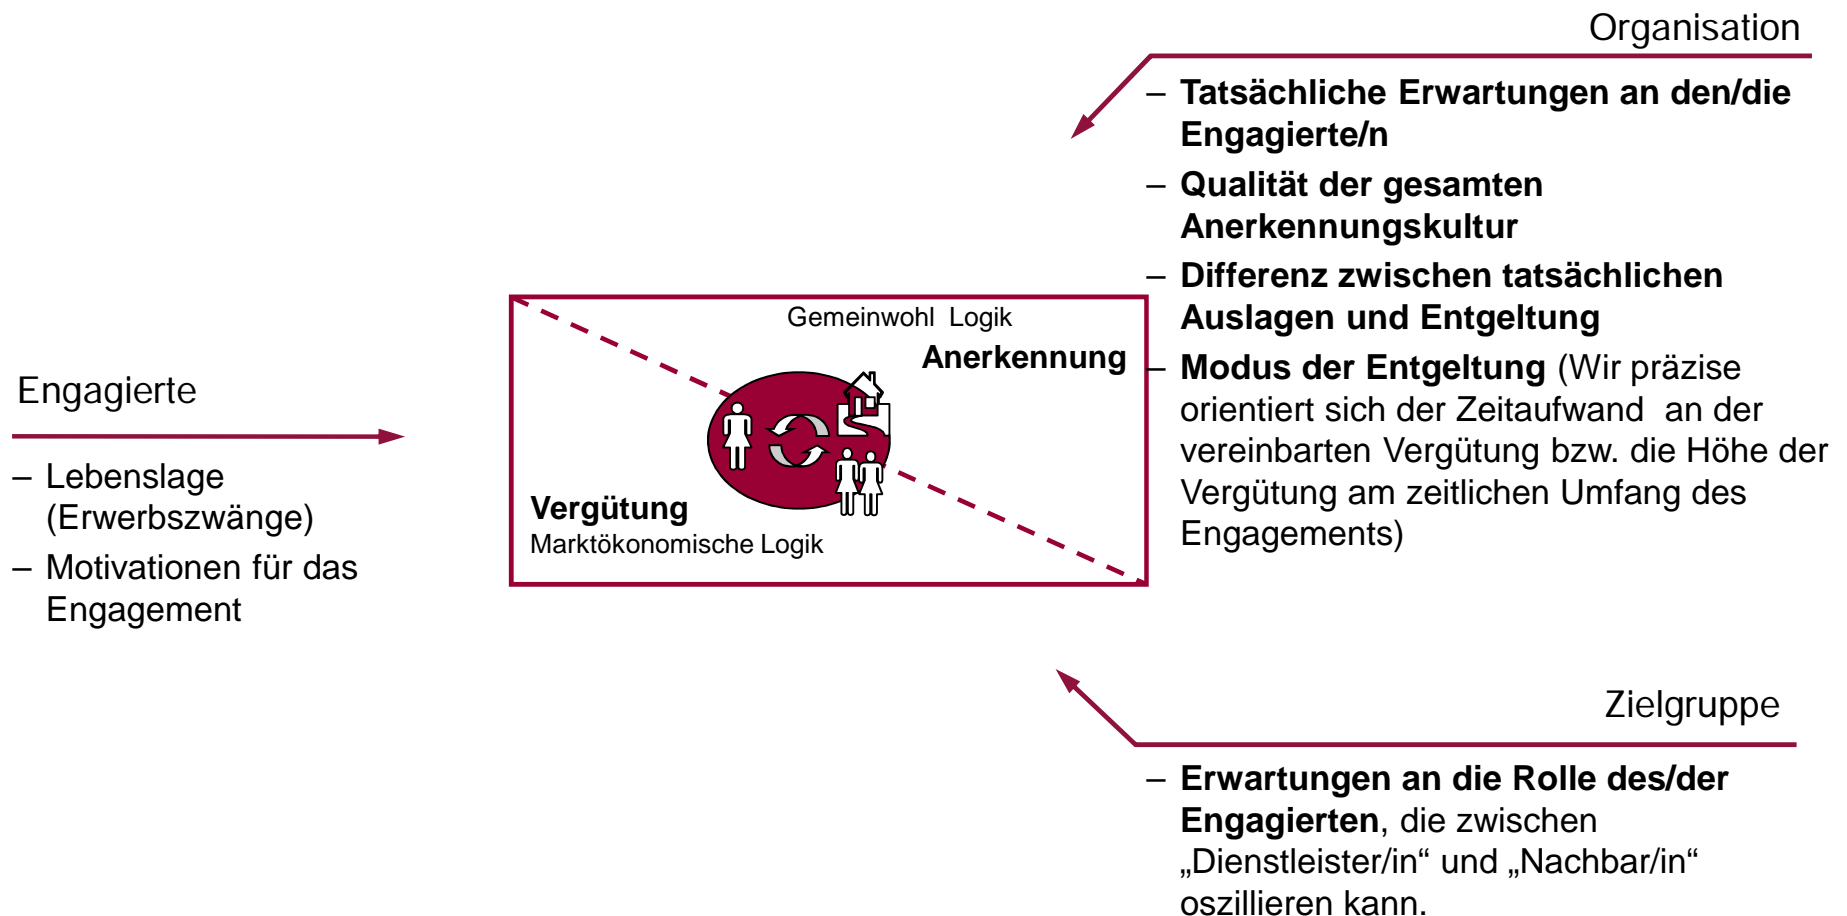 Organisation
– Tatsächliche Erwartungen an den/die
Engagierte/n
– Qualität der gesamten
Anerkennungskultur
– Differenz zwischen tatsächlichen
Auslagen und Entgeltung
– Modus der Entgeltung (Wir präzise
orientiert sich der Zeitaufwand an der
vereinbarten Vergütung bzw. die Höhe der
Vergütung am zeitlichen Umfang des
Engagements)
Gemeinwohl Logik
Anerkennung
Vergütung
Marktökonomische Logik
Engagierte
– Lebenslage
(Erwerbszwänge)
– Motivationen für das
Engagement
Zielgruppe
– Erwartungen an die Rolle des/der
Engagierten, die zwischen
„Dienstleister/in“ und „Nachbar/in“
oszillieren kann.